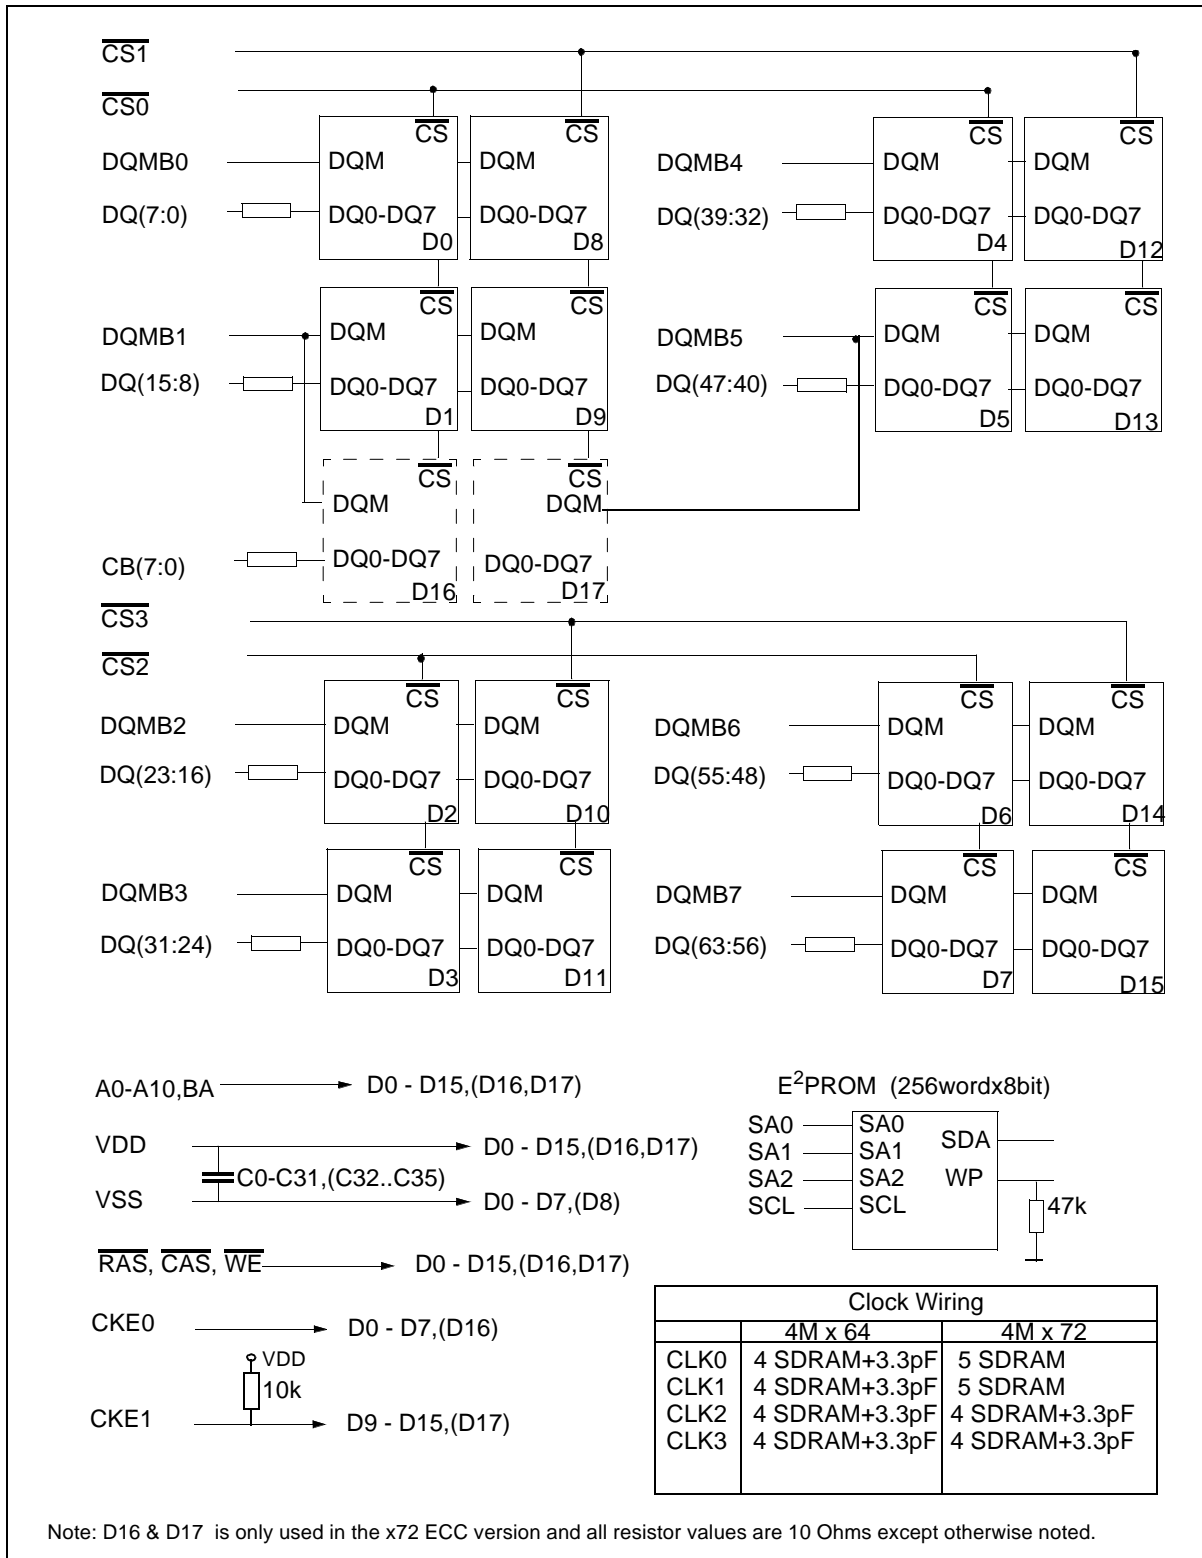 CS1
CS0
CS CS CS CS
DQMB0 DQM DQM DQMB4 DQM DQM
DQ(7:0) DQ0-DQ7 DQ0-DQ7 DQ(39:32) DQ0-DQ7 DQ0-DQ7
D0 D8 D4 D12
CS CS CS CS
DQMB1 DQM DQM DQMB5 DQM DQM
DQ(15:8) DQ0-DQ7 DQ0-DQ7 DQ(47:40) DQ0-DQ7 DQ0-DQ7
D1 D9 D5 D13
CS CS
DQM DQM
CB(7:0) DQ0-DQ7 DQ0-DQ7
D16 D17
CS3
CS2
CS CS CS CS
DQMB2 DQM DQM DQMB6 DQM DQM
DQ(23:16) DQ0-DQ7 DQ0-DQ7 DQ(55:48) DQ0-DQ7 DQ0-DQ7
D2 D10 D6 D14
CS CS CS CS
DQMB3 DQM DQM DQMB7 DQM DQM
DQ(31:24) DQ0-DQ7 DQ0-DQ7 DQ(63:56) DQ0-DQ7 DQ0-DQ7
D3 D11 D7 D15
A0-A10,BA D0 - D15,(D16,D17)
VDD D0 - D15,(D16,D17)
C0-C31,(C32..C35)
VSS D0 - D7,(D8)
RAS, CAS, WE D0 - D15,(D16,D17)
CKE0 D0 - D7,(D16)
VDD
10k
CKE1 D9 - D15,(D17)
E²PROM (256wordx8bit)
SA0 SA0
SA1 SA1 SDA
SA2 SA2 WP
SCL SCL 47k
Clock Wiring
4M x 64 4M x 72
CLK0 4 SDRAM+3.3pF 5 SDRAM
CLK1 4 SDRAM+3.3pF 5 SDRAM
CLK2 4 SDRAM+3.3pF 4 SDRAM+3.3pF
CLK3 4 SDRAM+3.3pF 4 SDRAM+3.3pF
Note: D16 & D17 is only used in the x72 ECC version and all resistor values are 10 Ohms except otherwise noted.